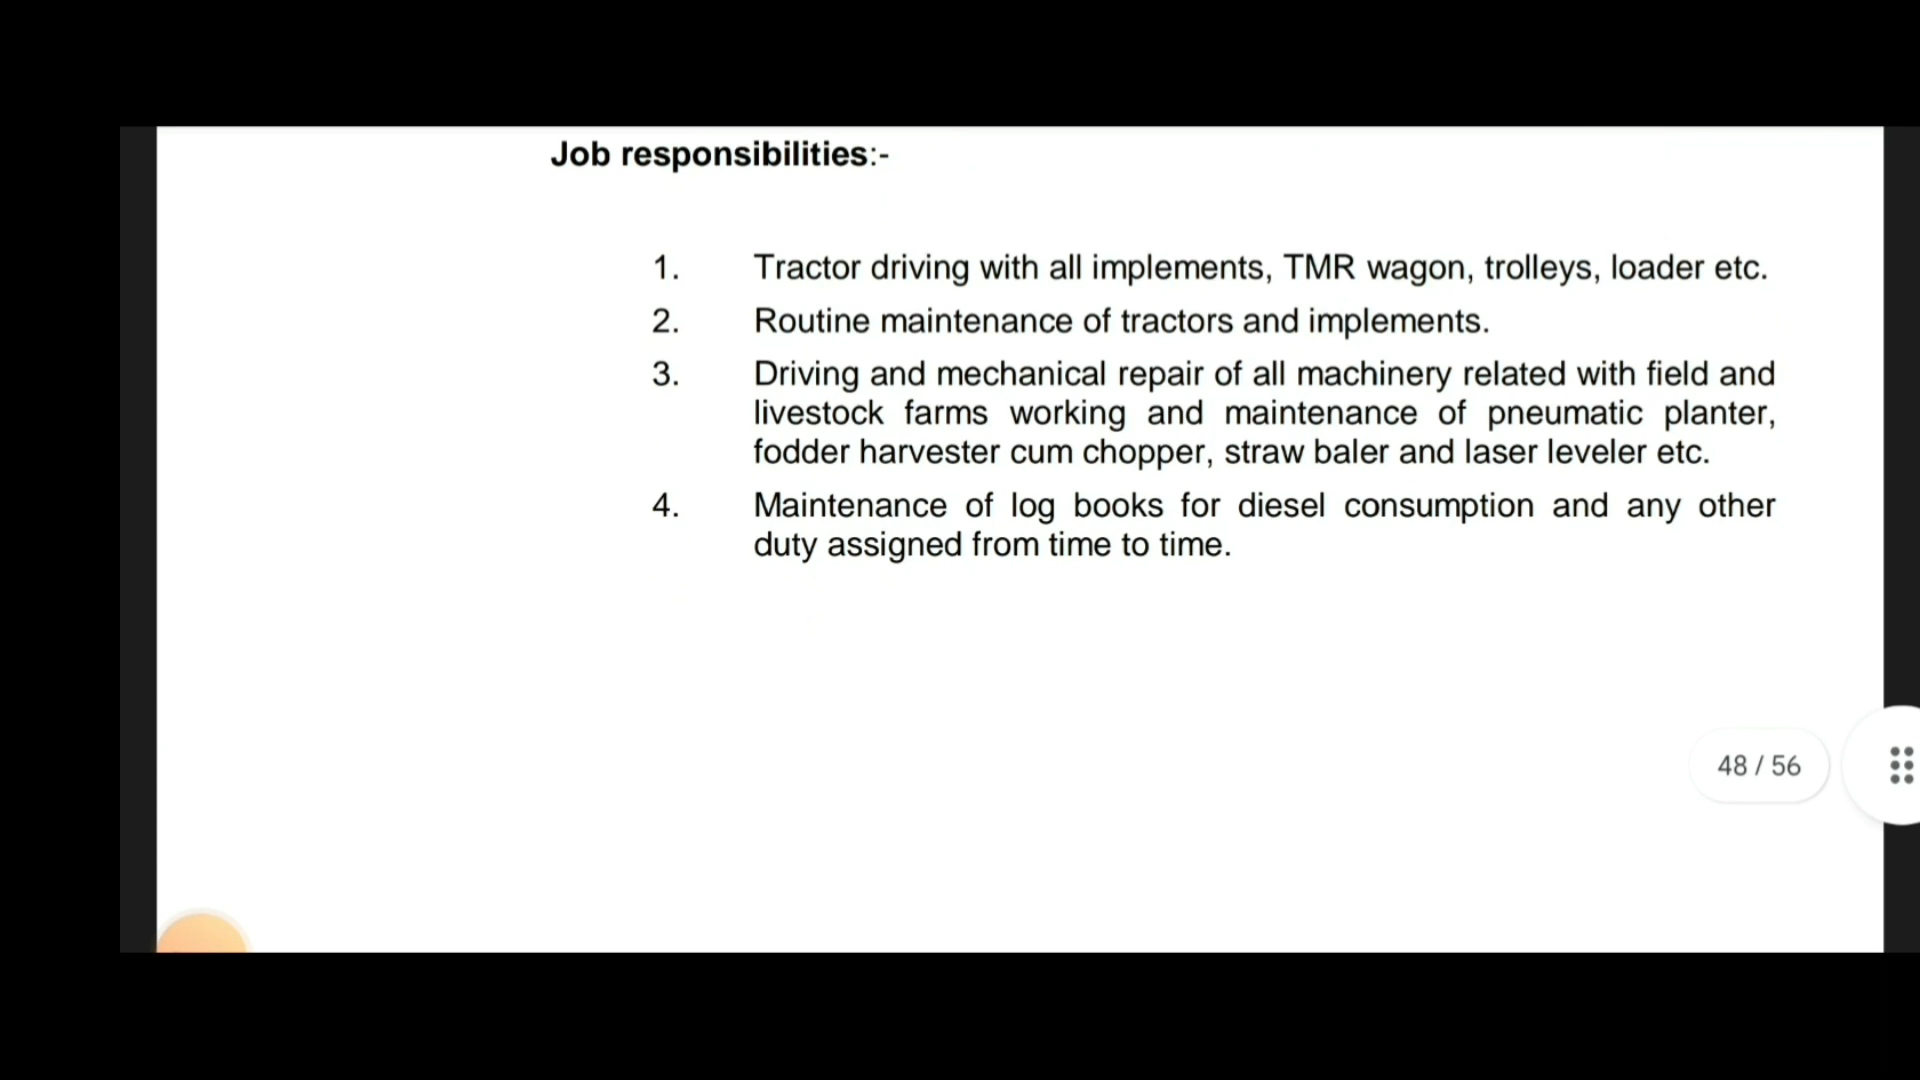 Job responsibilities:-
1. Tractor driving with all implements, TMR wagon, trolleys, loader etc.
2. Routine maintenance of tractors and implements.
3. Driving and mechanical repair of all machinery related with field and
livestock farms working and maintenance of pneumatic planter,
fodder harvester cum chopper, straw baler and laser leveler etc.
4. Maintenance of log books for diesel consumption and any other
duty assigned from time to time.
48 / 56